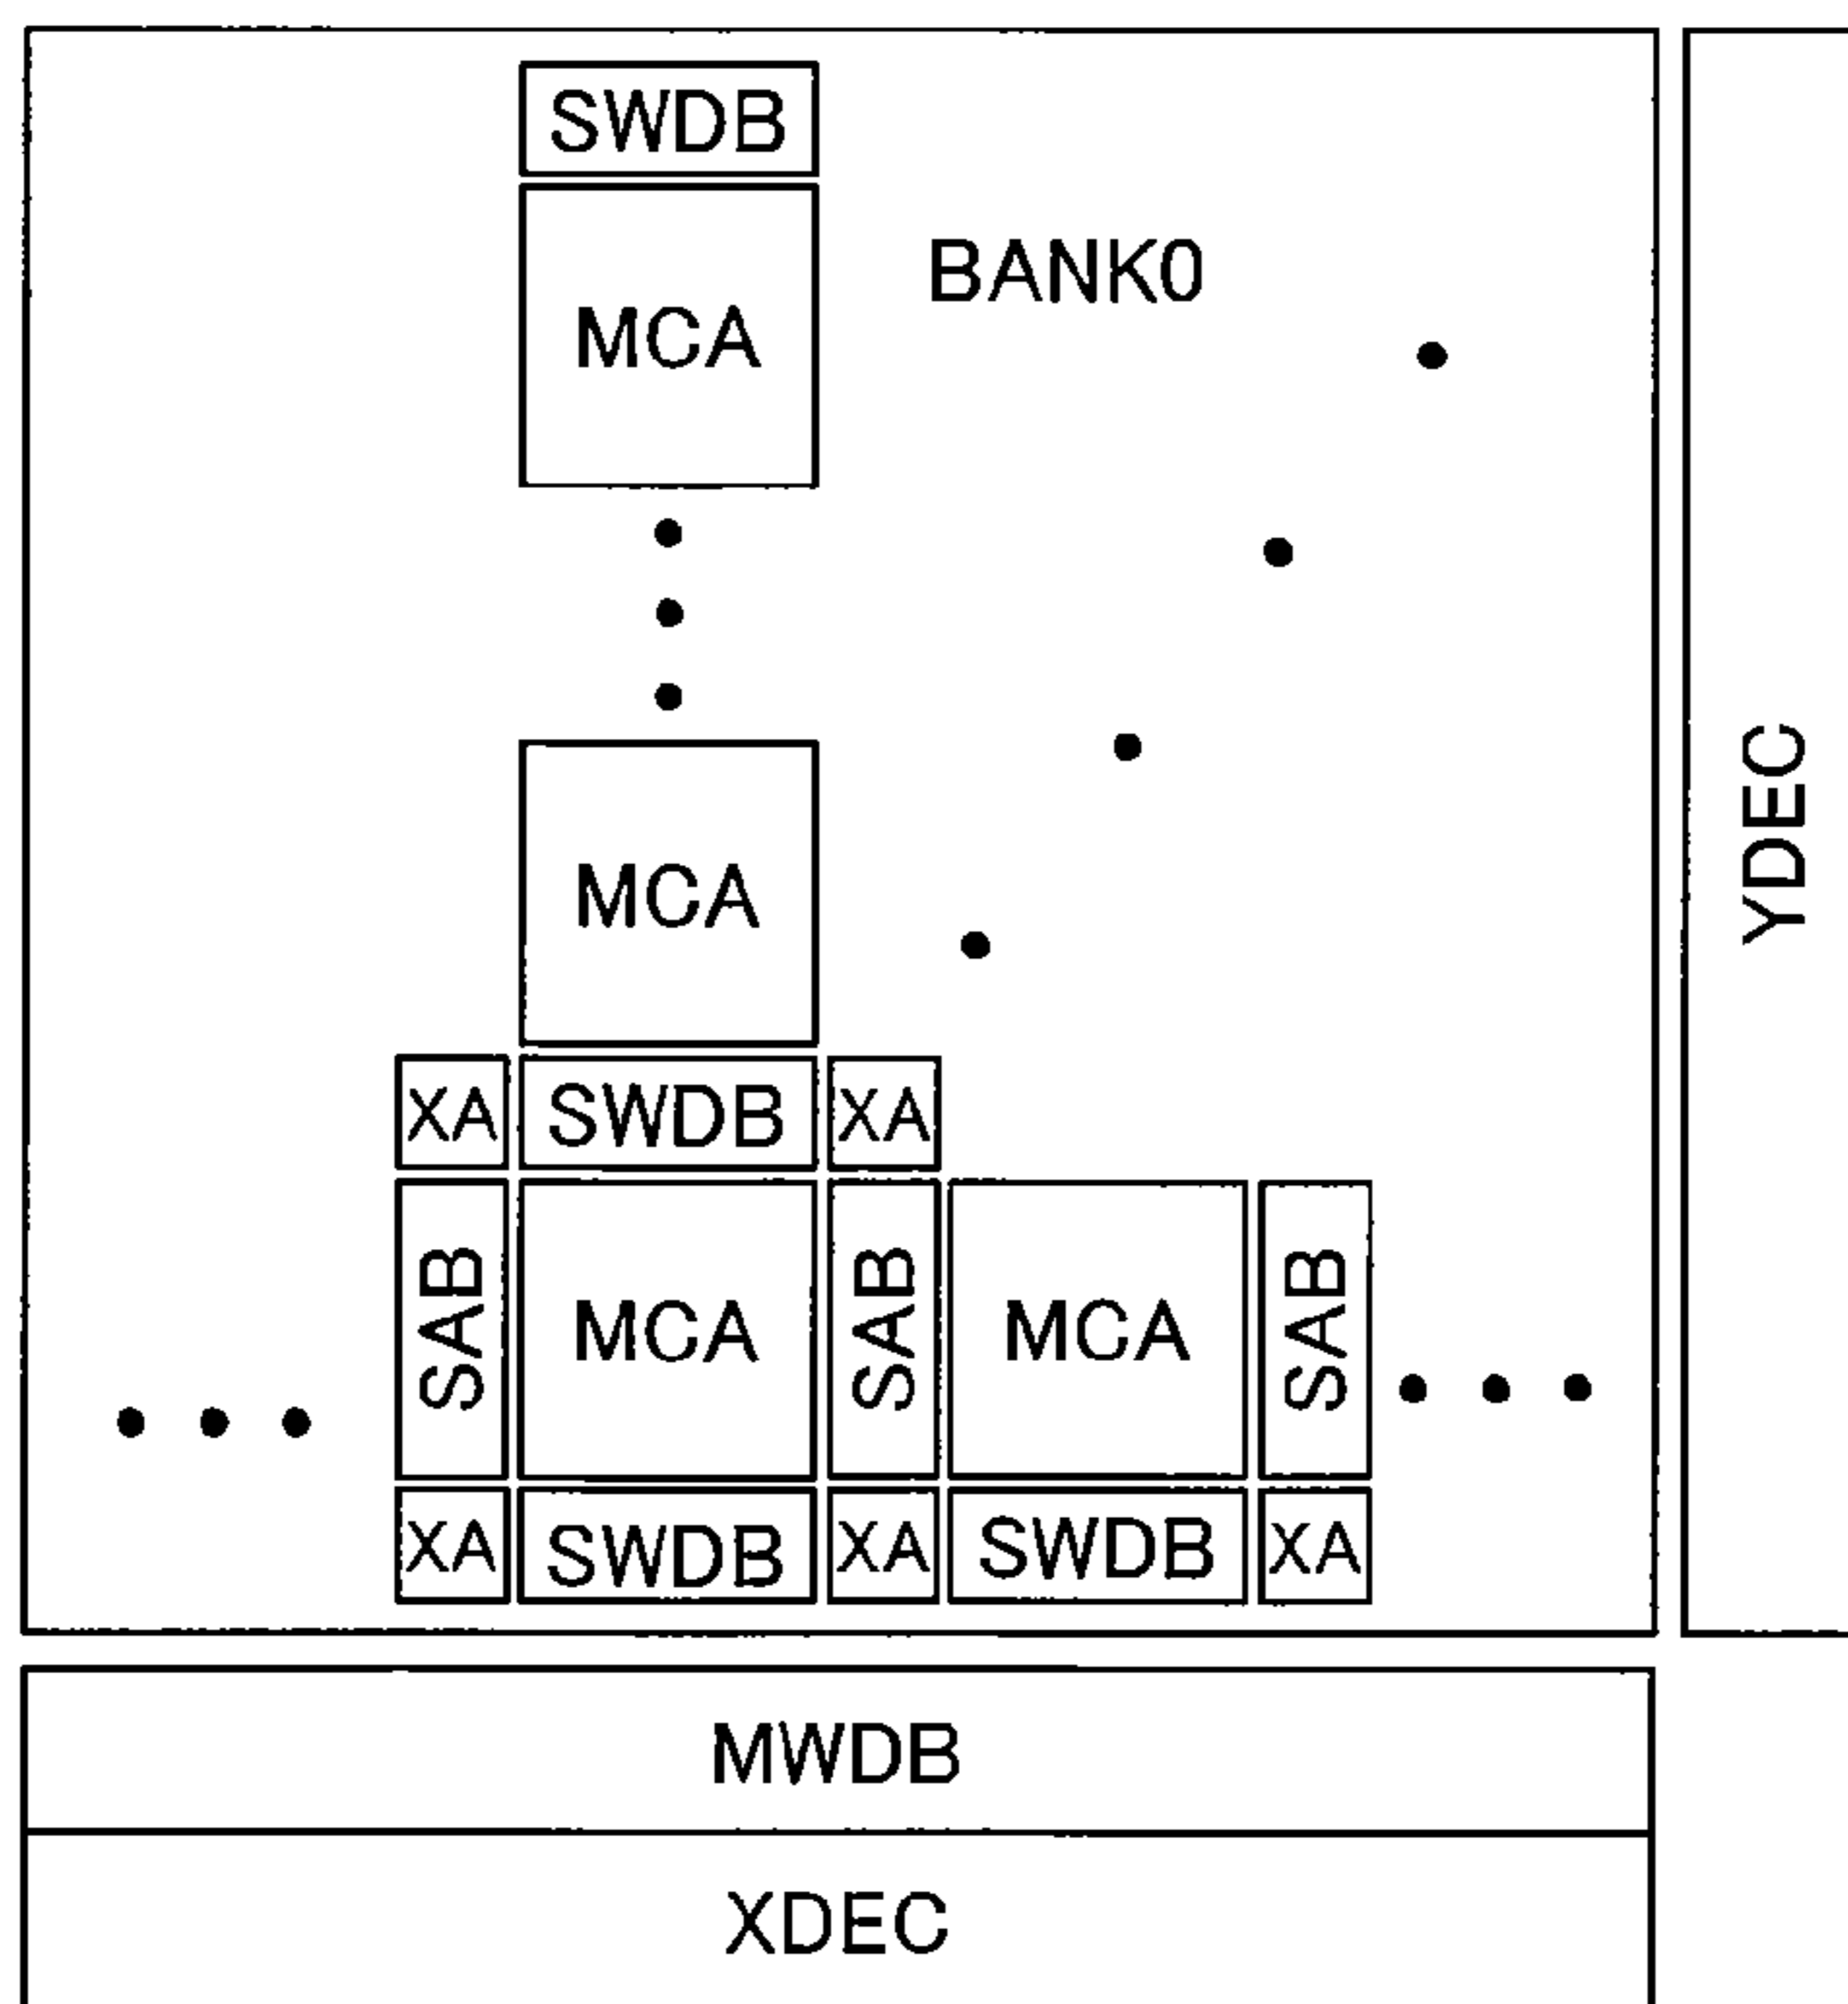 SWDB
MCA
BANK0
MCA
YDEC
XA SWDB XA
SAB MCA SAB MCA SAB
XA SWDB XA SWDB XA
MWDB
XDEC